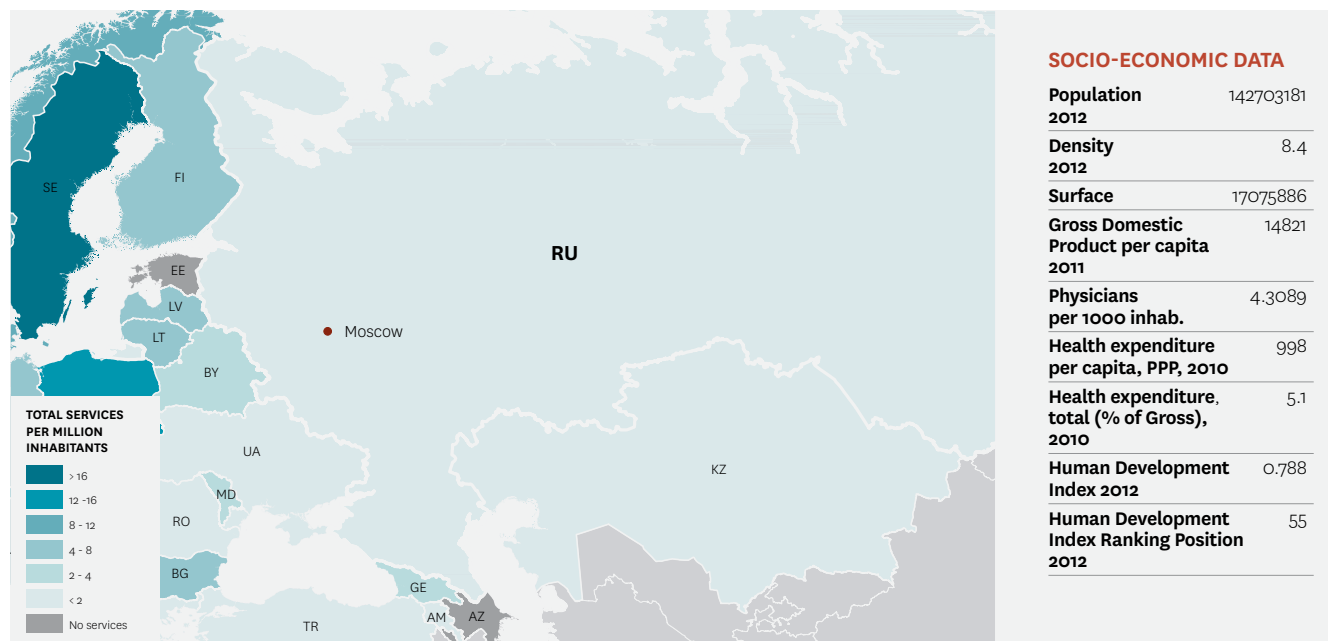 SE
FI
RU
EE
LV
Moscow
LT
BY
UA
KZ
MD
RO
BG
GE
AM
AZ
TR
TOTAL SERVICES
PER MILLION
INHABITANTS
> 16
12 -16
8 - 12
4 - 8
2 - 4
< 2
No services
SOCIO-ECONOMIC DATA
Population 142703181
2012
Density 8.4
2012
Surface 17075886
Gross Domestic 14821
Product per capita
2011
Physicians 4.3089
per 1000 inhab.
Health expenditure 998
per capita, PPP, 2010
Health expenditure, 5.1
total (% of Gross),
2010
Human Development 0.788
Index 2012
Human Development 55
Index Ranking Position
2012